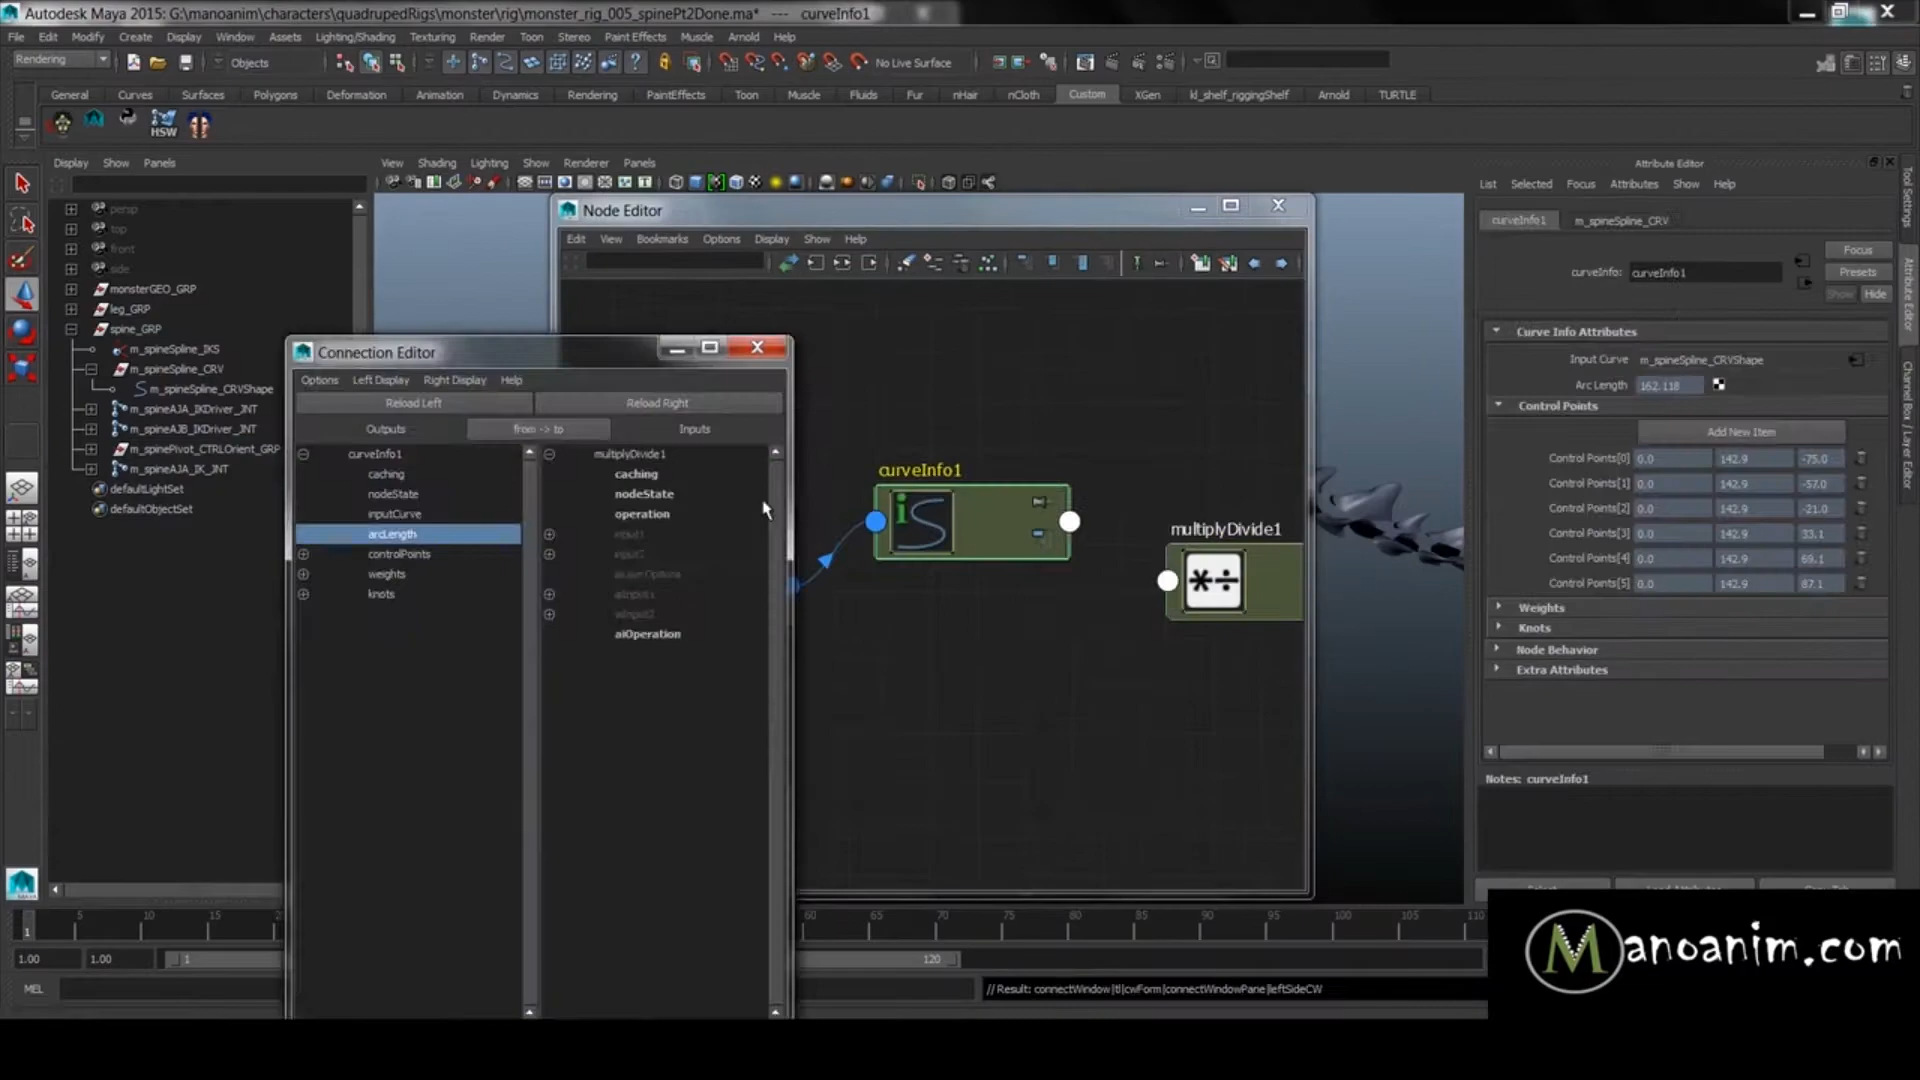 Autodesk Maya 2015: G:\manoanim\characters\quadrupedRigs\monster\rig\monster_rig_005_spinePt2Done.ma* --- curveInfo1
File Edit Modify Create Display Window Assets Lighting/Shading Texturing Render Toon Stereo Paint Effects Muscle Arnold Help
Rendering Objects No Live Surface
General Curves Surfaces Polygons Deformation Animation Dynamics Rendering PaintEffects Toon Muscle Fluids Fur nHair nCloth Custom XGen kl_shelf_riggingShelf Arnold TURTLE
HSW
Display Show Panels
View Shading Lighting Show Renderer Panels
persp
top
front
side
monsterGEO_GRP
leg_GRP
spine_GRP
m_spineSpline_IKS
m_spineSpline_CRV
m_spineSpline_CRVShape
m_spineAJA_IKDriver_JNT
m_spineAJB_IKDriver_JNT
m_spinePivot_CTRLOrient_GRP
m_spineAJA_IK_JNT
defaultLightSet
defaultObjectSet
Node Editor
Edit View Bookmarks Options Display Show Help
curveInfo1
multiplyDivide1
Connection Editor
Options Left Display Right Display Help
Reload Left Reload Right
Outputs from -> to Inputs
curveInfo1
caching
nodeState
inputCurve
arcLength
controlPoints
weights
knots
multiplyDivide1
caching
nodeState
operation
input1
input2
aiOperation
Attribute Editor
List Selected Focus Attributes Show Help
curveInfo1 m_spineSpline_CRV
Focus
curveInfo: curveInfo1 Presets
Show Hide
Curve Info Attributes
Input Curve m_spineSpline_CRVShape
Arc Length 162.118
Control Points
Add New Item
Control Points[0] 0.0 142.9 -75.0
Control Points[1] 0.0 142.9 -57.0
Control Points[2] 0.0 142.9 -21.0
Control Points[3] 0.0 142.9 33.1
Control Points[4] 0.0 142.9 69.1
Control Points[5] 0.0 142.9 87.1
Weights
Knots
Node Behavior
Extra Attributes
Notes: curveInfo1
Tool Settings
Attribute Editor
Channel Box / Layer Editor
1 5 10 15 60 65 70 75 80 85 90 95 100 105 110
1.00 1.00 1 120
MEL // Result: connectWindow|tl|cwForm|connectWindowPane|leftSideCW
Manoanim.com